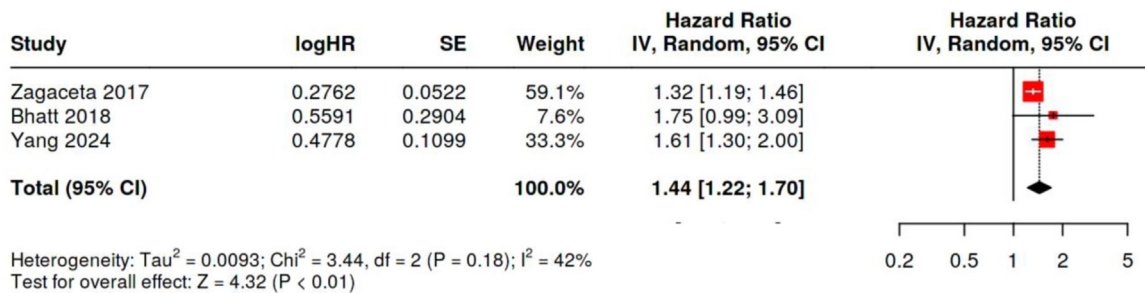 Hazard Ratio Hazard Ratio
Study logHR SE Weight IV, Random, 95% CI IV, Random, 95% CI
Zagaceta 2017 0.2762 0.0522 59.1% 1.32 [1.19; 1.46]
Bhatt 2018 0.5591 0.2904 7.6% 1.75 [0.99; 3.09]
Yang 2024 0.4778 0.1099 33.3% 1.61 [1.30; 2.00]
Total (95% CI) 100.0% 1.44 [1.22; 1.70]
Heterogeneity: Tau² = 0.0093; Chi² = 3.44, df = 2 (P = 0.18); I² = 42%
Test for overall effect: Z = 4.32 (P < 0.01)
0.2 0.5 1 2 5